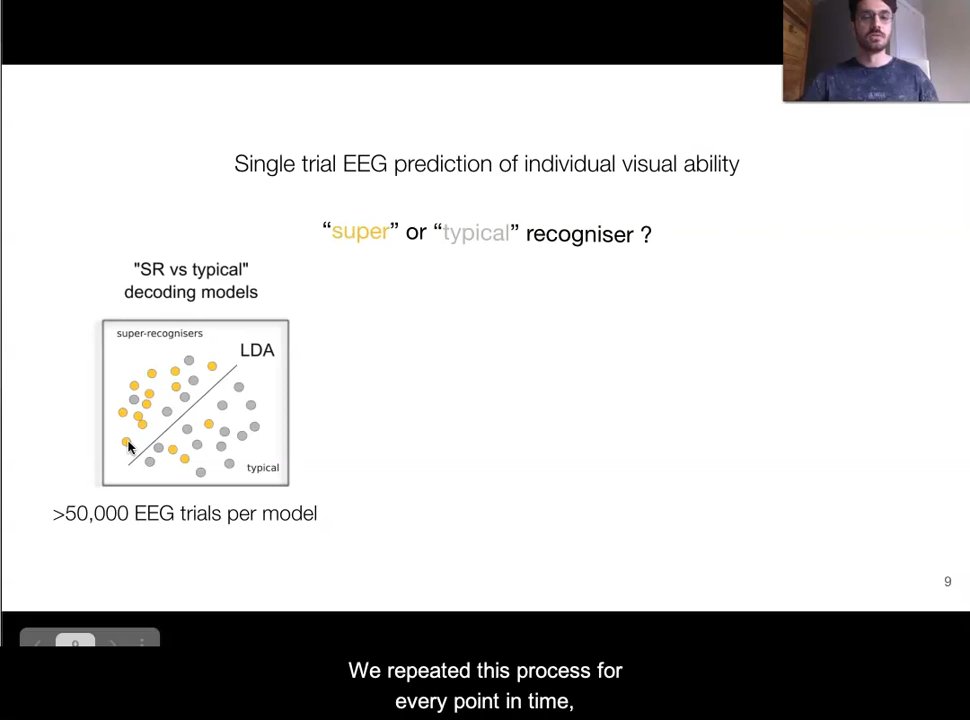 Single trial EEG prediction of individual visual ability
“super” or “typical” recogniser ?
"SR vs typical"
decoding models
super-recognisers
LDA
typical
>50,000 EEG trials per model
9
9
We repeated this process for
every point in time,